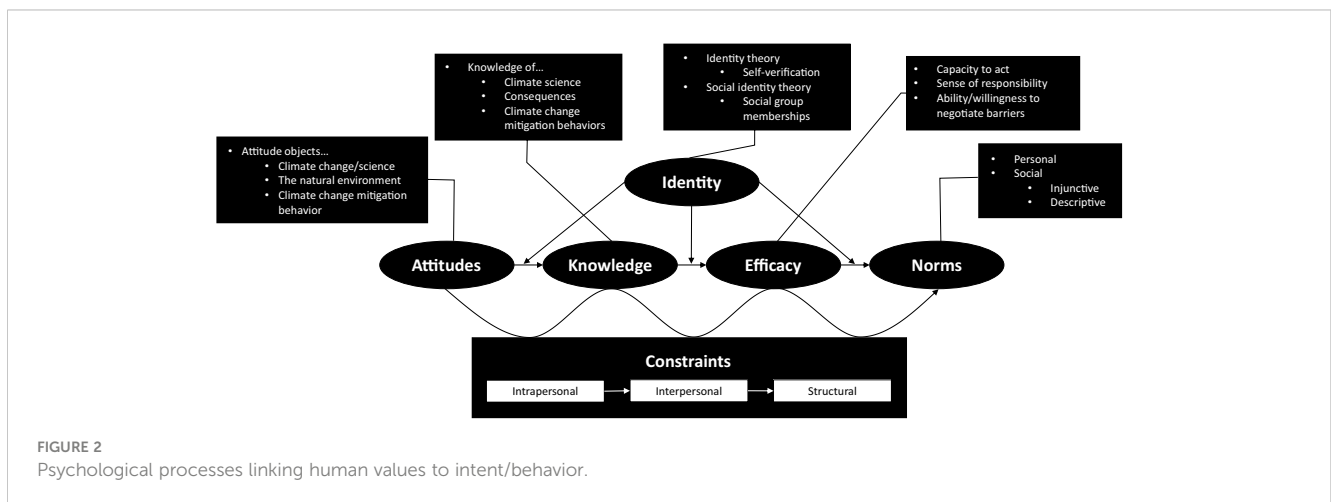 • Attitude objects…
• Climate change/science
• The natural environment
• Climate change mitigation
behavior
• Knowledge of…
• Climate science
• Consequences
• Climate change
mitigation behaviors
• Identity theory
• Self-verification
• Social identity theory
• Social group
memberships
• Capacity to act
• Sense of responsibility
• Ability/willingness to
negotiate barriers
• Personal
• Social
• Injunctive
• Descriptive
Identity
Attitudes
Knowledge
Efficacy
Norms
Constraints
Intrapersonal
Interpersonal
Structural
FIGURE 2
Psychological processes linking human values to intent/behavior.